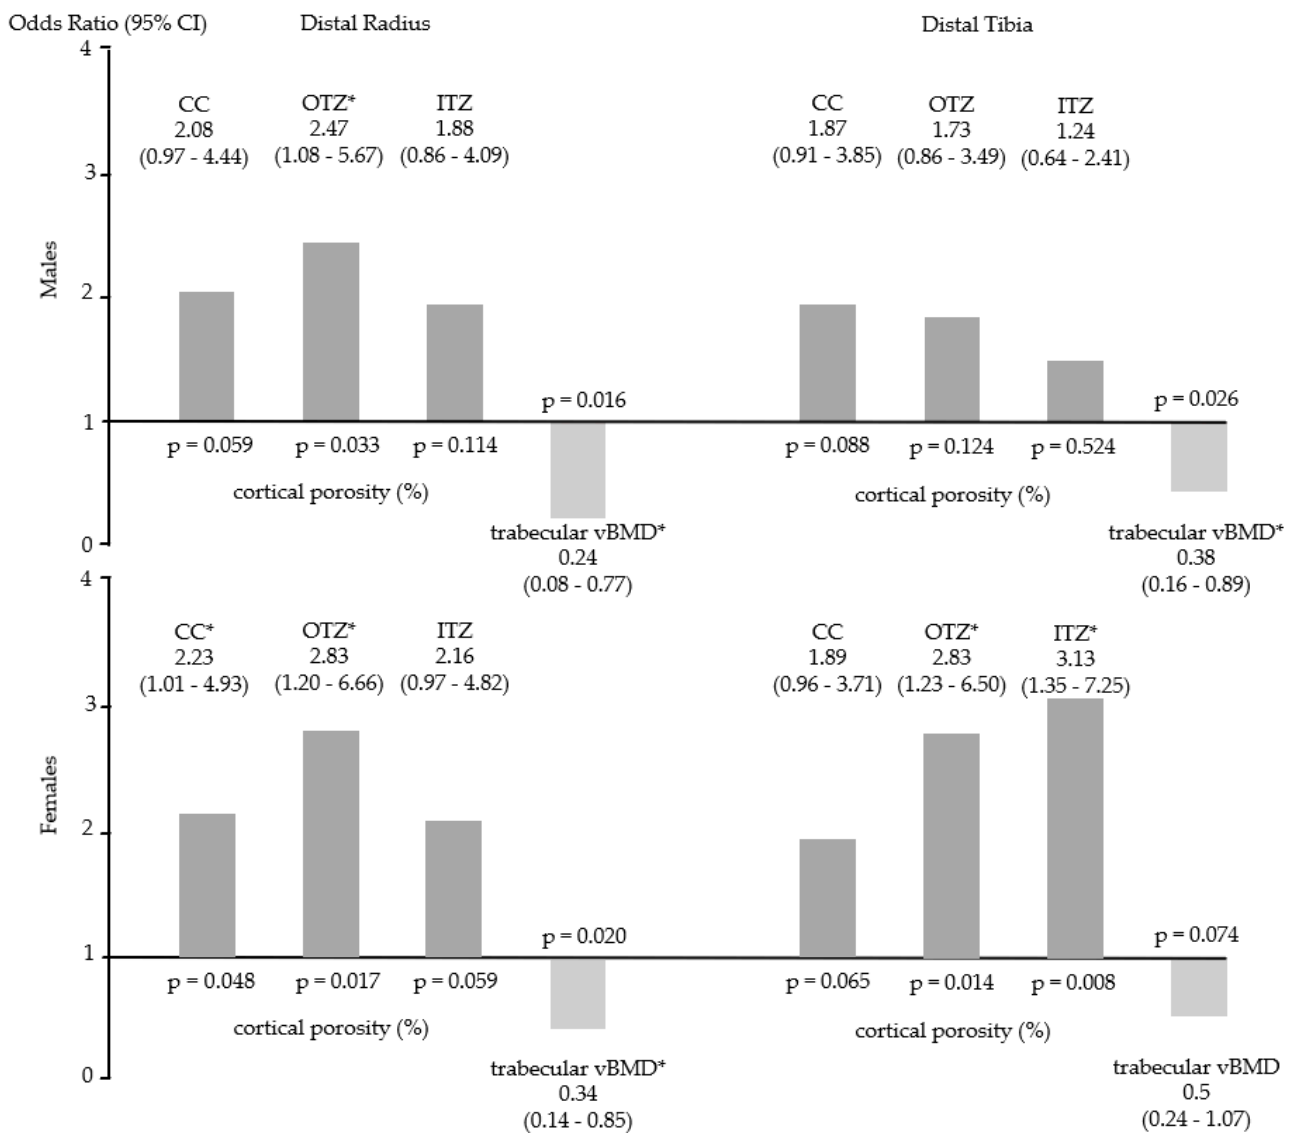 Odds Ratio (95% CI) Distal Radius Distal Tibia
4
CC OTZ* ITZ CC OTZ ITZ
2.08 2.47 1.88 1.87 1.73 1.24
(0.97 - 4.44) (1.08 - 5.67) (0.86 - 4.09) (0.91 - 3.85) (0.86 - 3.49) (0.64 - 2.41)
3
Males
2
p = 0.016 p = 0.026
1
p = 0.059 p = 0.033 p = 0.114 p = 0.088 p = 0.124 p = 0.524
cortical porosity (%) cortical porosity (%)
trabecular vBMD* trabecular vBMD*
0
0.24 0.38
(0.08 - 0.77) (0.16 - 0.89)
4
CC* OTZ* ITZ CC OTZ* ITZ*
2.23 2.83 2.16 1.89 2.83 3.13
(1.01 - 4.93) (1.20 - 6.66) (0.97 - 4.82) (0.96 - 3.71) (1.23 - 6.50) (1.35 - 7.25)
3
Females
2
p = 0.020 p = 0.074
1
p = 0.048 p = 0.017 p = 0.059 p = 0.065 p = 0.014 p = 0.008
cortical porosity (%) cortical porosity (%)
trabecular vBMD* trabecular vBMD
0
0.34 0.5
(0.14 - 0.85) (0.24 - 1.07)